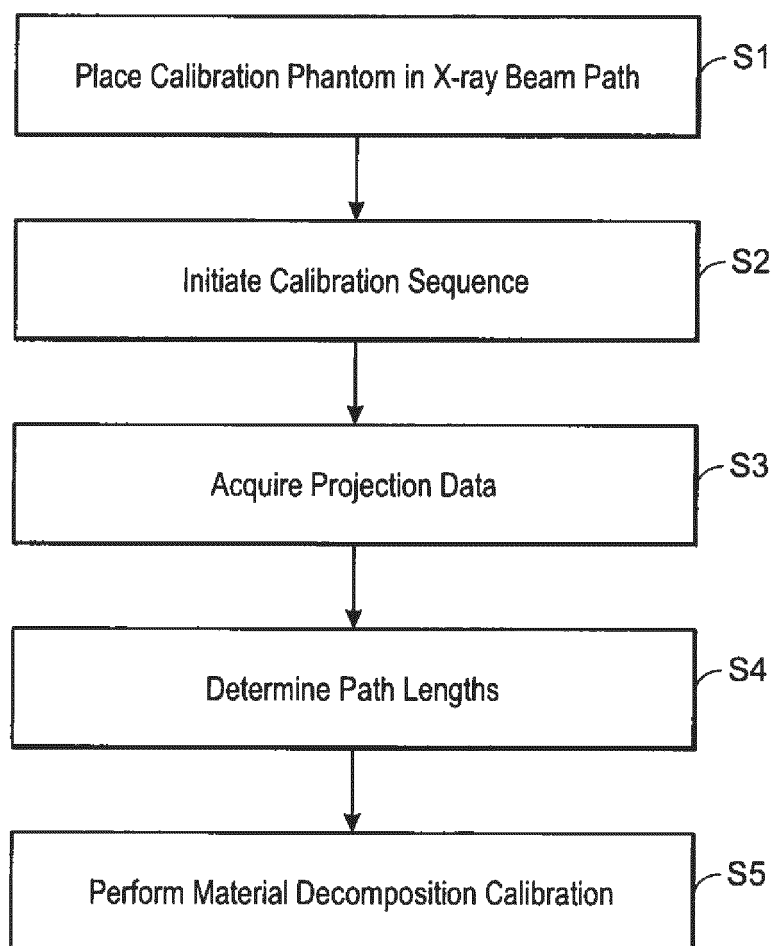 Place Calibration Phantom in X-ray Beam Path
S1
Initiate Calibration Sequence
S2
Acquire Projection Data
S3
Determine Path Lengths
S4
Perform Material Decomposition Calibration
S5